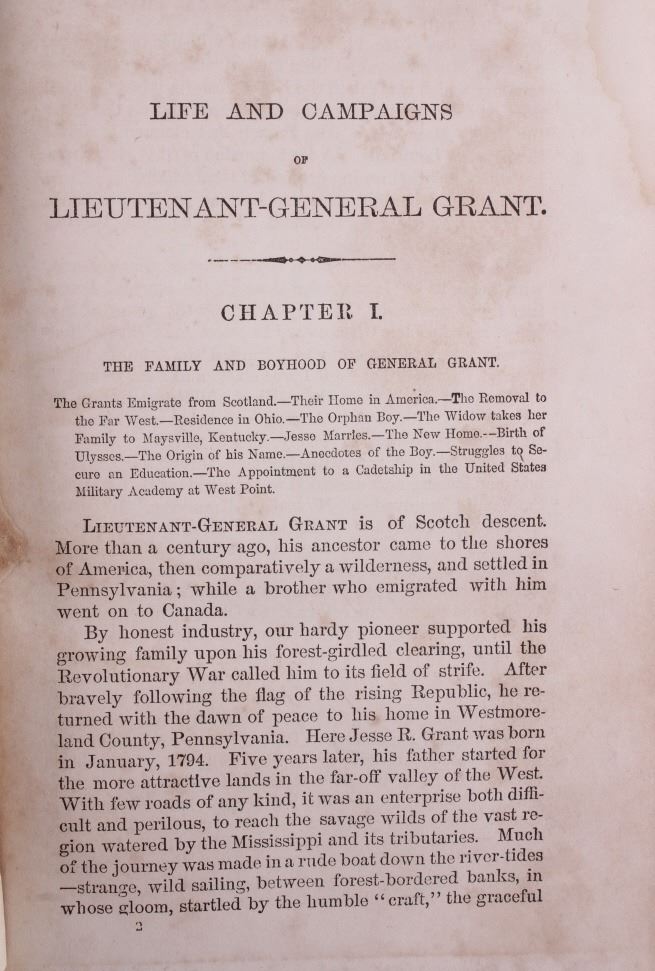 LIFE AND CAMPAIGNS
OF
LIEUTENANT-GENERAL GRANT.
CHAPTER I.
THE FAMILY AND BOYHOOD OF GENERAL GRANT.
The Grants Emigrate from Scotland.—Their Home in America.—The Removal to
the Far West.—Residence in Ohio.—The Orphan Boy.—The Widow takes her
Family to Maysville, Kentucky.—Jesse Marries.—The New Home.--Birth of
Ulysses.—The Origin of his Name.—Anecdotes of the Boy.—Struggles to Se-
cure an Education.—The Appointment to a Cadetship in the United States
Military Academy at West Point.
LIEUTENANT-GENERAL GRANT is of Scotch descent.
More than a century ago, his ancestor came to the shores
of America, then comparatively a wilderness, and settled in
Pennsylvania; while a brother who emigrated with him
went on to Canada.
By honest industry, our hardy pioneer supported his
growing family upon his forest-girdled clearing, until the
Revolutionary War called him to its field of strife. After
bravely following the flag of the rising Republic, he re-
turned with the dawn of peace to his home in Westmore-
land County, Pennsylvania. Here Jesse R. Grant was born
in January, 1794. Five years later, his father started for
the more attractive lands in the far-off valley of the West.
With few roads of any kind, it was an enterprise both diffi-
cult and perilous, to reach the savage wilds of the vast re-
gion watered by the Mississippi and its tributaries. Much
of the journey was made in a rude boat down the river-tides
—strange, wild sailing, between forest-bordered banks, in
whose gloom, startled by the humble "craft," the graceful
2